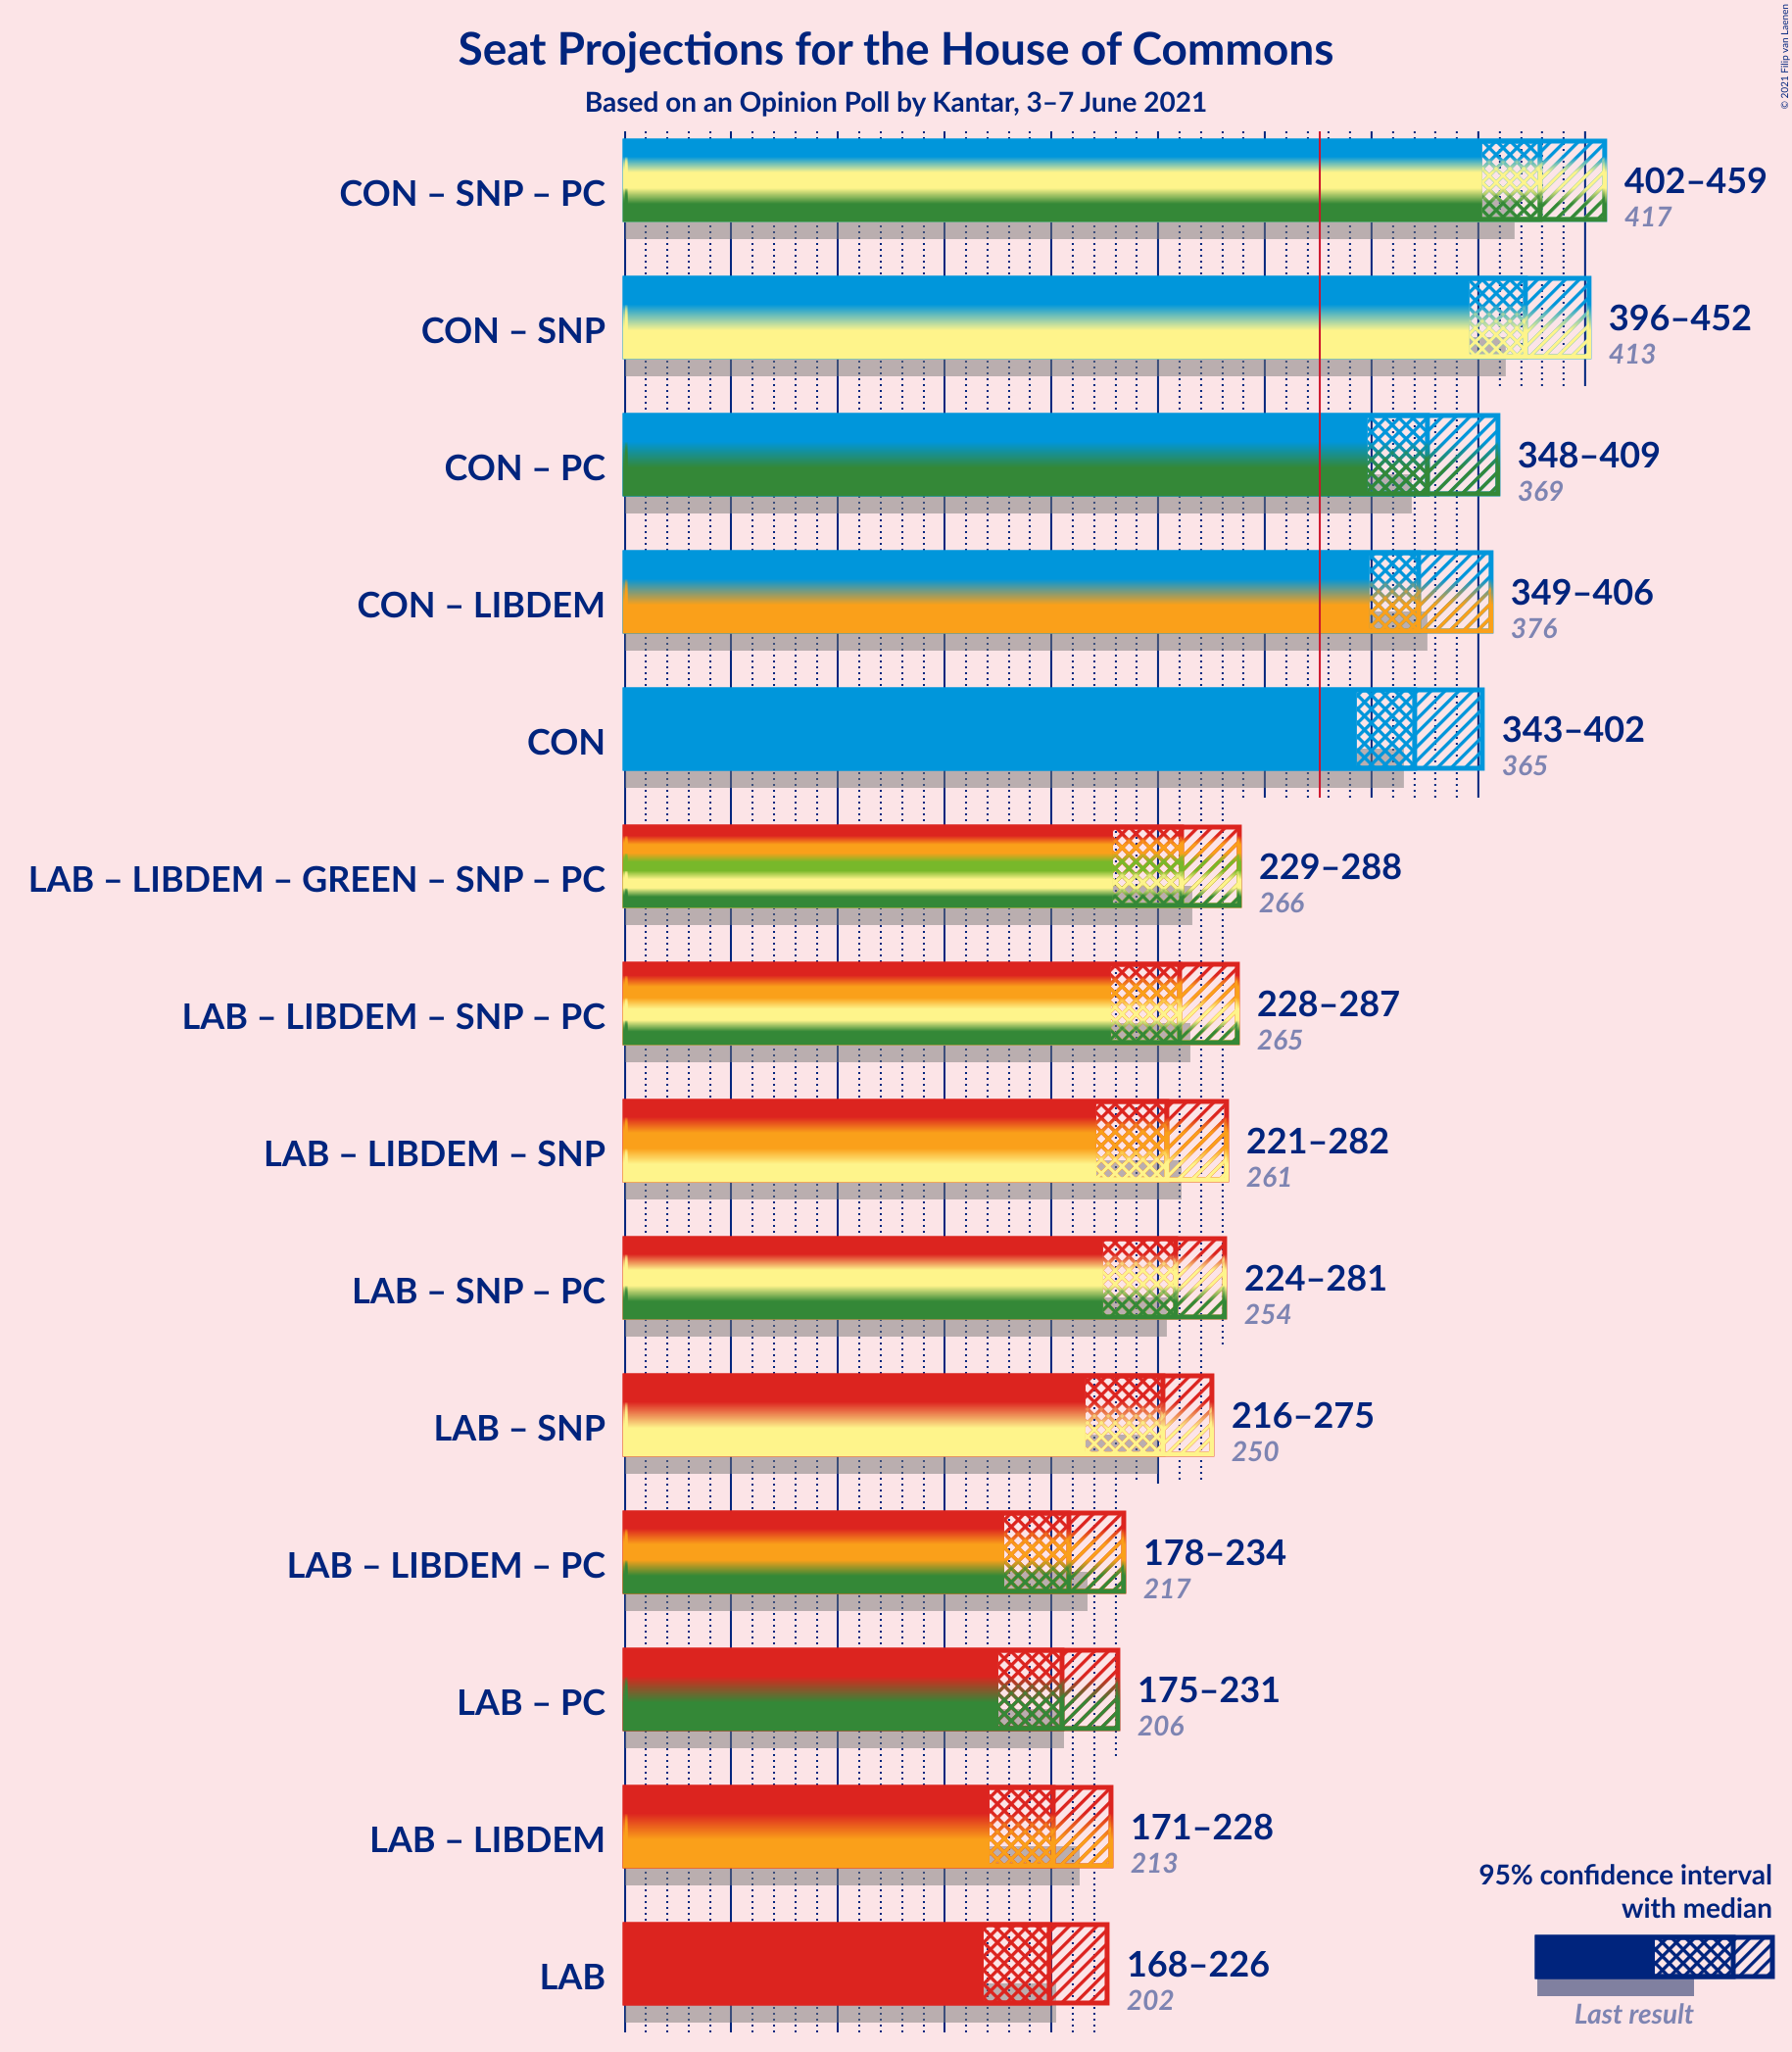 Seat Projections for the House of Commons
Based on an Opinion Poll by Kantar, 3–7 June 2021
© 2021 Filip van Laenen
CON – SNP – PC
402–459
417
CON – SNP
396–452
413
CON – PC
348–409
369
CON – LIBDEM
349–406
376
CON
343–402
365
LAB – LIBDEM – GREEN – SNP – PC
229–288
266
LAB – LIBDEM – SNP – PC
228–287
265
LAB – LIBDEM – SNP
221–282
261
LAB – SNP – PC
224–281
254
LAB – SNP
216–275
250
LAB – LIBDEM – PC
178–234
217
LAB – PC
175–231
206
LAB – LIBDEM
171–228
213
LAB
168–226
202
95% confidence interval
with median
Last result